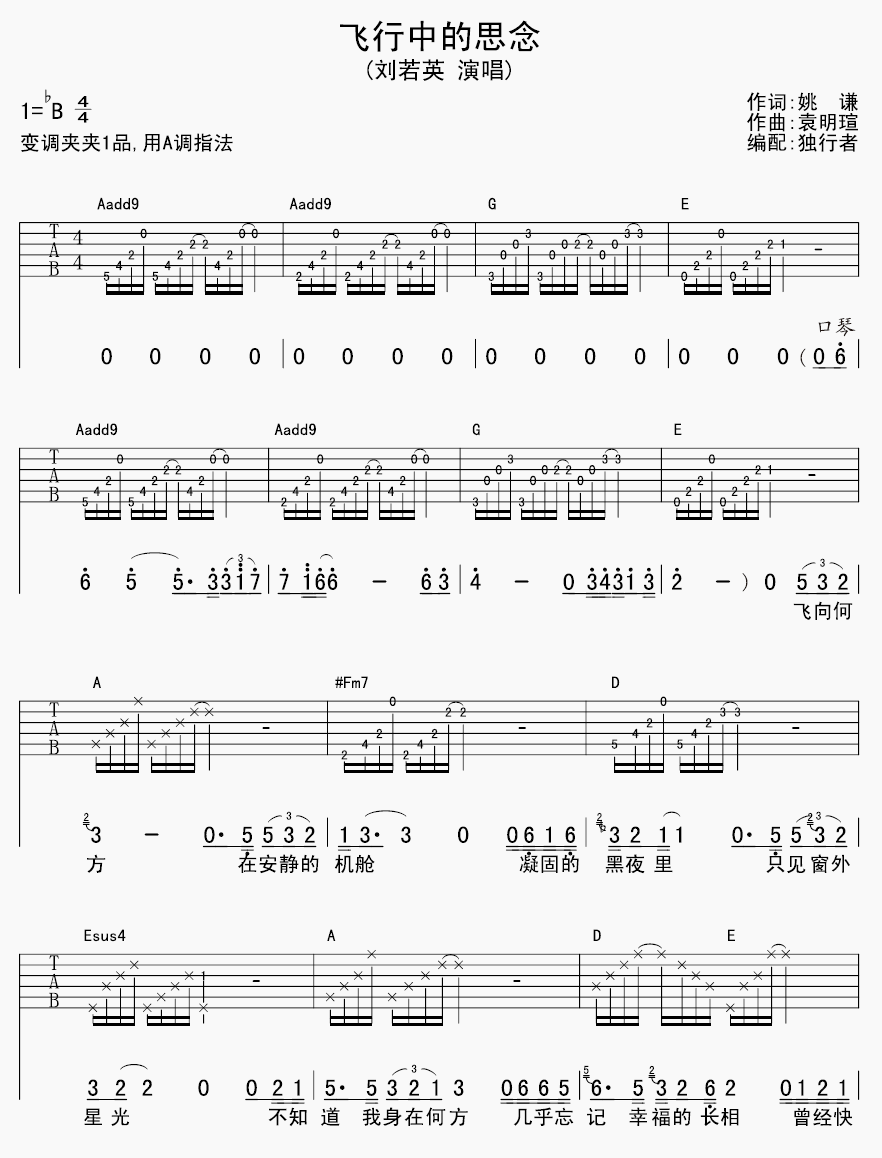 飞行中的思念
(刘若英 演唱)
1=♭B 4/4
作词:姚 谦
作曲:袁明瑄
变调夹夹1品,用A调指法
编配:独行者
Aadd9 Aadd9 G E
口琴
0 0 0 0 | 0 0 0 0 | 0 0 0 0 | 0 0 0 (0 6
Aadd9 Aadd9 G E
6 5 5· 3 3 1 7 | 7 1 6 6 - 6 3 | 4 - 0 3 4 3 1 3 | 2 - ) 0 5 3 2
飞向何
A #Fm7 D
3 - 0· 5 5 3 2 | 1 3· 3 0 0 6 1 6 | 3 2 1 1 0· 5 5 3 2
方 在安静的 机舱 凝固的 黑夜里 只见窗外
Esus4 A D E
3 2 2 0 0 2 1 | 5· 5 3 2 1 3 0 6 6 5 | 6· 5 3 2 6 2 0 1 2 1
星光 不知 道 我身在何方 几乎忘 记 幸福的长相 曾经快